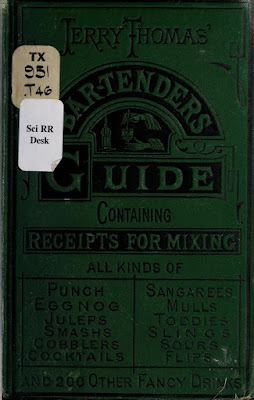 JERRY THOMAS'
TX
951
.T46
BAR-TENDERS
Sci RR
Desk
GUIDE
CONTAINING
RECEIPTS FOR MIXING
ALL KINDS OF
PUNCH
EGGNOG
JULEPS
SMASHS
COBBLERS
COCKTAILS
SANGAREES
MULLS
TODDIES
SLINGS
SOURS
FLIPS
AND 200 OTHER FANCY DRINKS